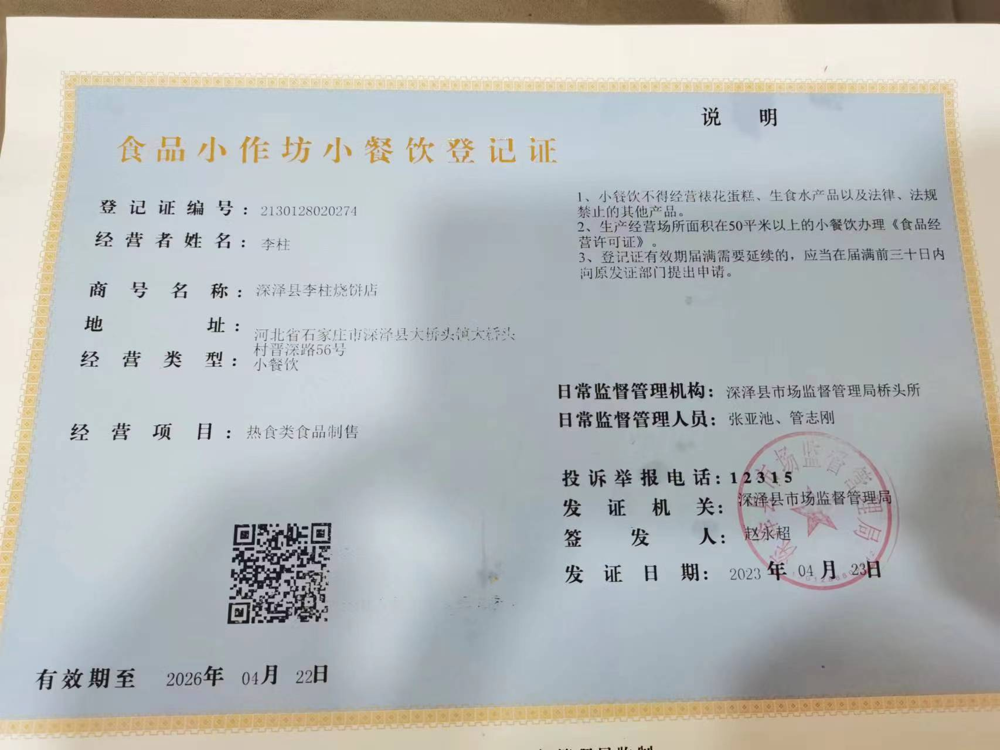 食品小作坊小餐饮登记证
登记证编号：2130128020274
经营者姓名：李柱
商号名称：深泽县李柱烧饼店
地址：河北省石家庄市深泽县大桥头镇大桥头
村晋深路56号
经营类型：小餐饮
经营项目：热食类食品制售
有效期至 2026年 04月 22日
说 明
1、小餐饮不得经营裱花蛋糕、生食水产品以及法律、法规
禁止的其他产品。
2、生产经营场所面积在50平米以上的小餐饮办理《食品经
营许可证》。
3、登记证有效期届满需要延续的，应当在届满前三十日内
向原发证部门提出申请。
日常监督管理机构：深泽县市场监督管理局桥头所
日常监督管理人员：张亚池、管志刚
投诉举报电话：12315
发证机关：深泽县市场监督管理局
签发人：赵永超
发证日期：2023年 04月 23日
深泽县市场监督管理局